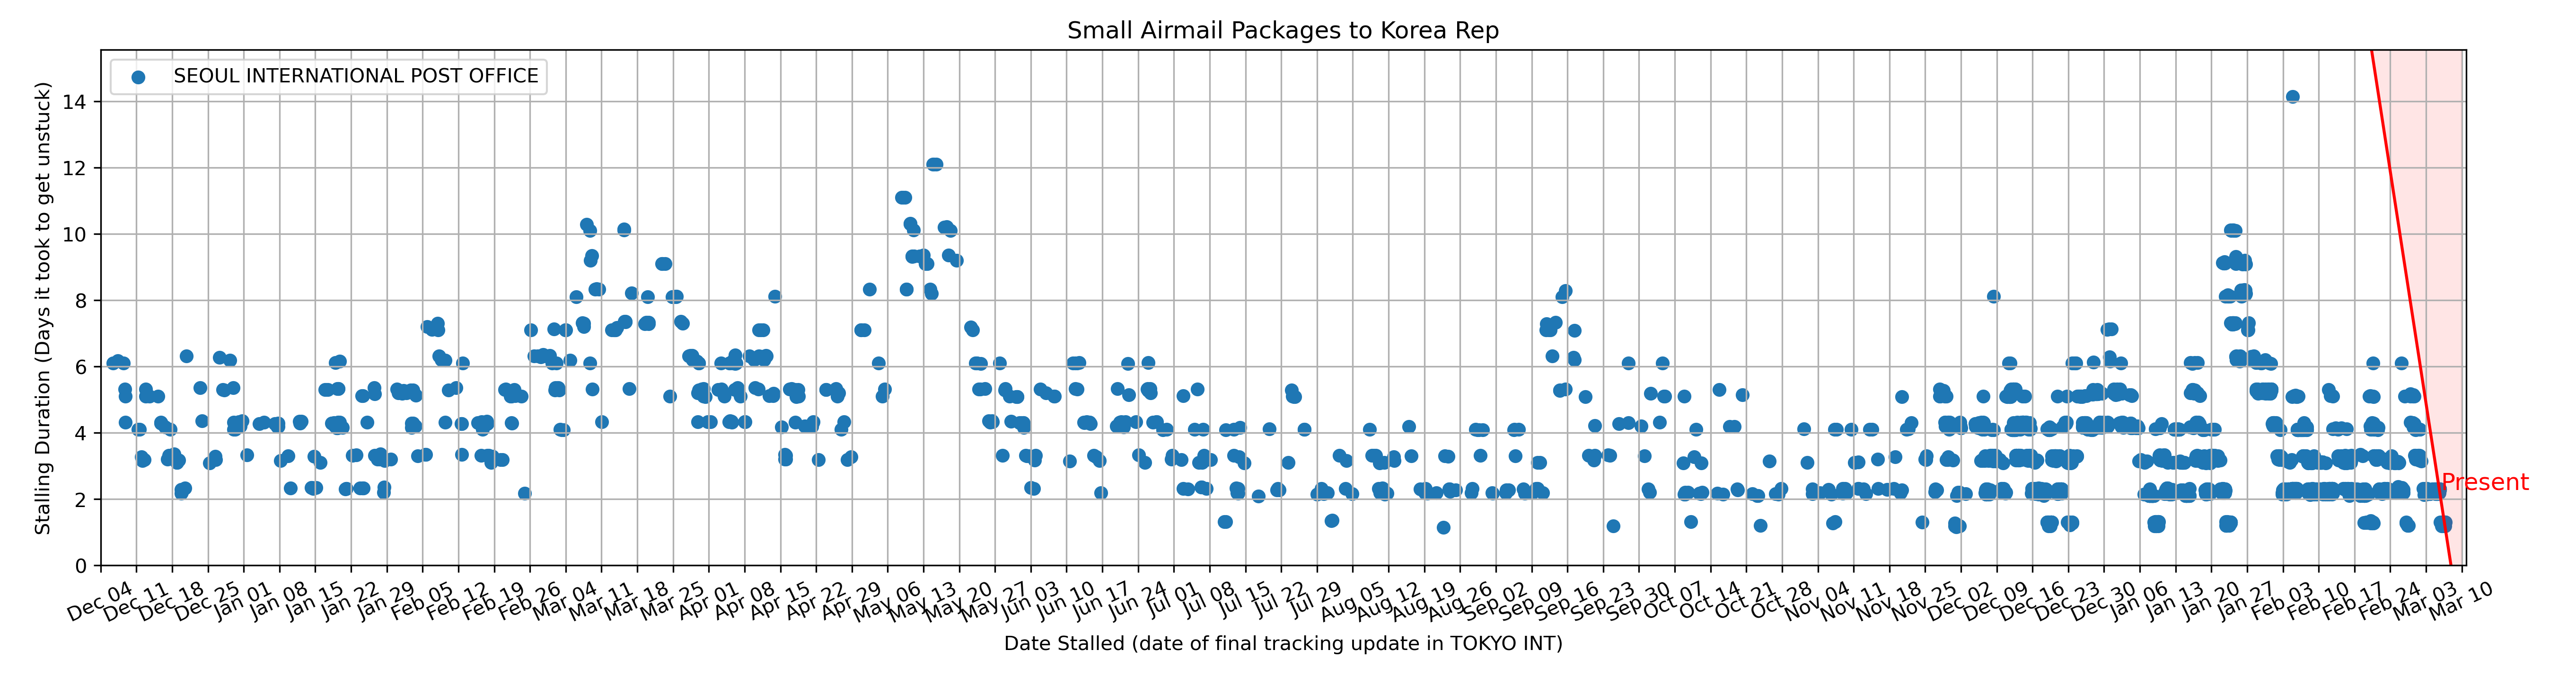 Small Airmail Packages to Korea Rep
SEOUL INTERNATIONAL POST OFFICE
Stalling Duration (Days it took to get unstuck)
14
12
10
8
6
4
2
0
Present
Dec 04 Dec 11 Dec 18 Dec 25 Jan 01 Jan 08 Jan 15 Jan 22 Jan 29 Feb 05 Feb 12 Feb 19 Feb 26 Mar 04 Mar 11 Mar 18 Mar 25 Apr 01 Apr 08 Apr 15 Apr 22 Apr 29 May 06 May 13 May 20 May 27 Jun 03 Jun 10 Jun 17 Jun 24 Jul 01 Jul 08 Jul 15 Jul 22 Jul 29 Aug 05 Aug 12 Aug 19 Aug 26 Sep 02 Sep 09 Sep 16 Sep 23 Sep 30 Oct 07 Oct 14 Oct 21 Oct 28 Nov 04 Nov 11 Nov 18 Nov 25 Dec 02 Dec 09 Dec 16 Dec 23 Dec 30 Jan 06 Jan 13 Jan 20 Jan 27 Feb 03 Feb 10 Feb 17 Feb 24 Mar 03 Mar 10
Date Stalled (date of final tracking update in TOKYO INT)